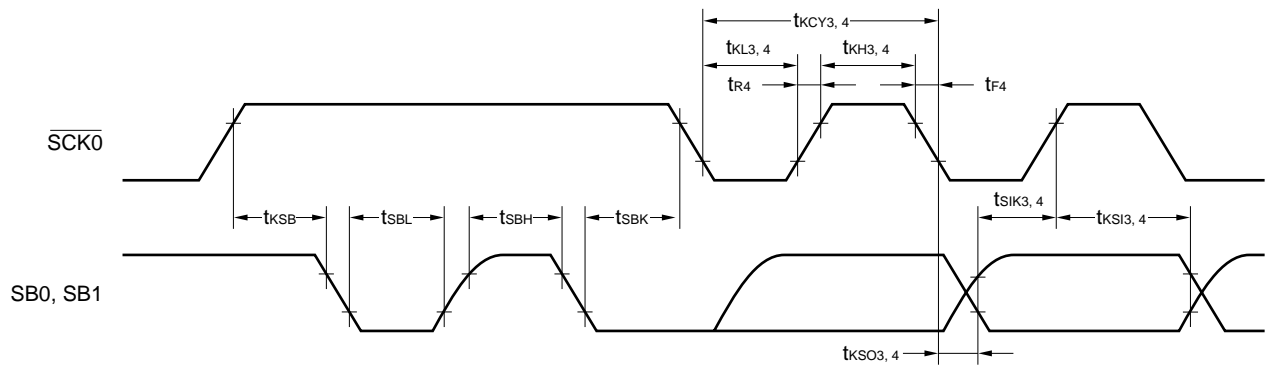 tKCY3, 4
tKL3, 4 tKH3, 4
tR4 tF4
SCK0
tSIK3, 4
tKSB tSBL tSBH tSBK tKSI3, 4
SB0, SB1
tKSO3, 4